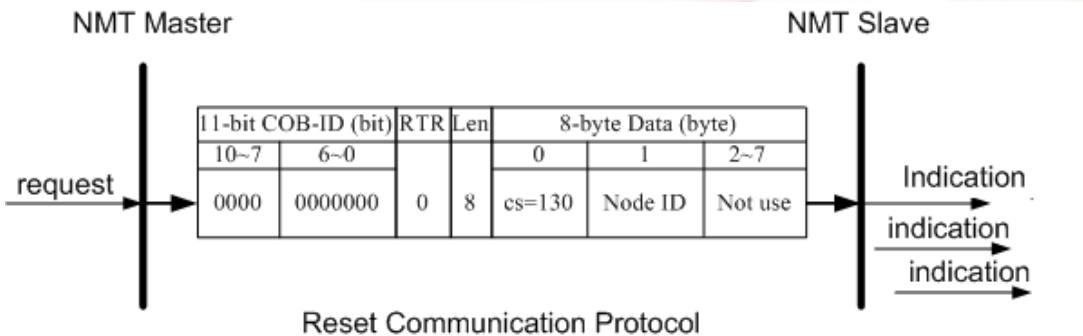 NMT Master NMT Slave
11-bit COB-ID (bit) RTR Len 8-byte Data (byte)
10~7 6~0 0 1 2~7
request 0000 0000000 0 8 cs=130 Node ID Not use Indication
indication
indication
Reset Communication Protocol